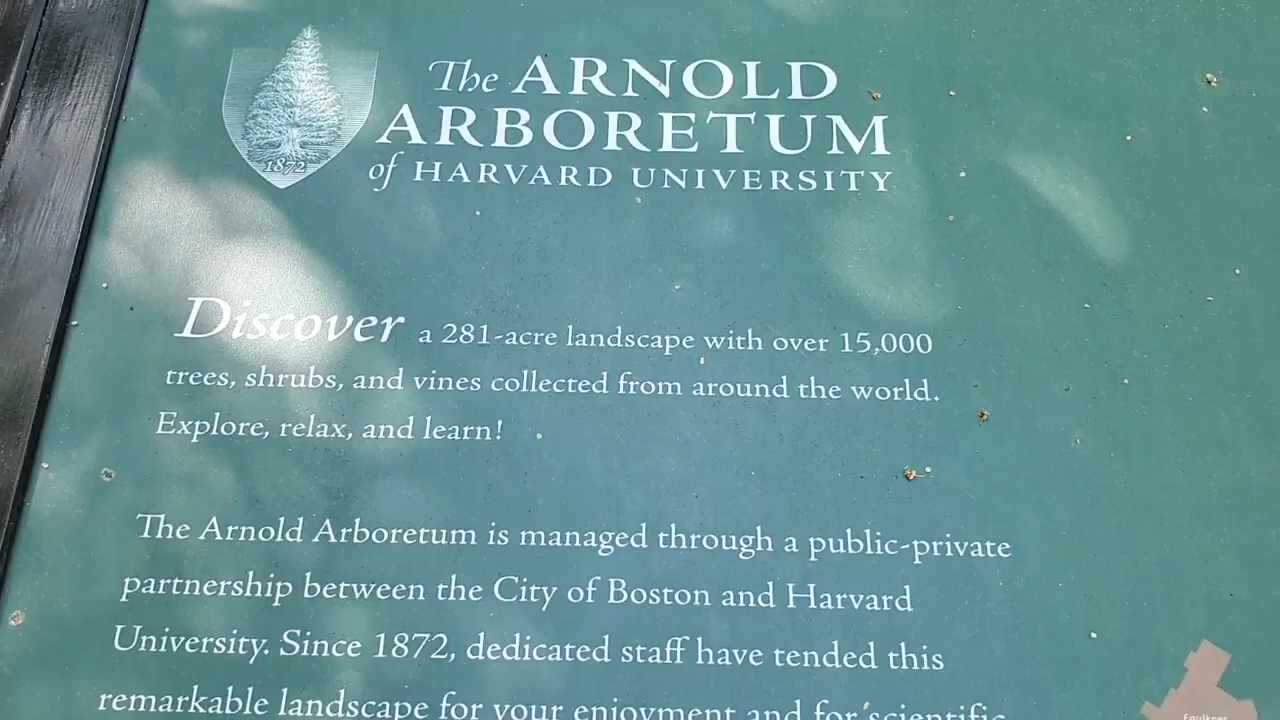 The ARNOLD
ARBORETUM
of HARVARD UNIVERSITY
1872
Discover a 281-acre landscape with over 15,000
trees, shrubs, and vines collected from around the world.
Explore, relax, and learn!
The Arnold Arboretum is managed through a public-private
partnership between the City of Boston and Harvard
University. Since 1872, dedicated staff have tended this
remarkable landscape for your enjoyment and for scientific
Faulkner